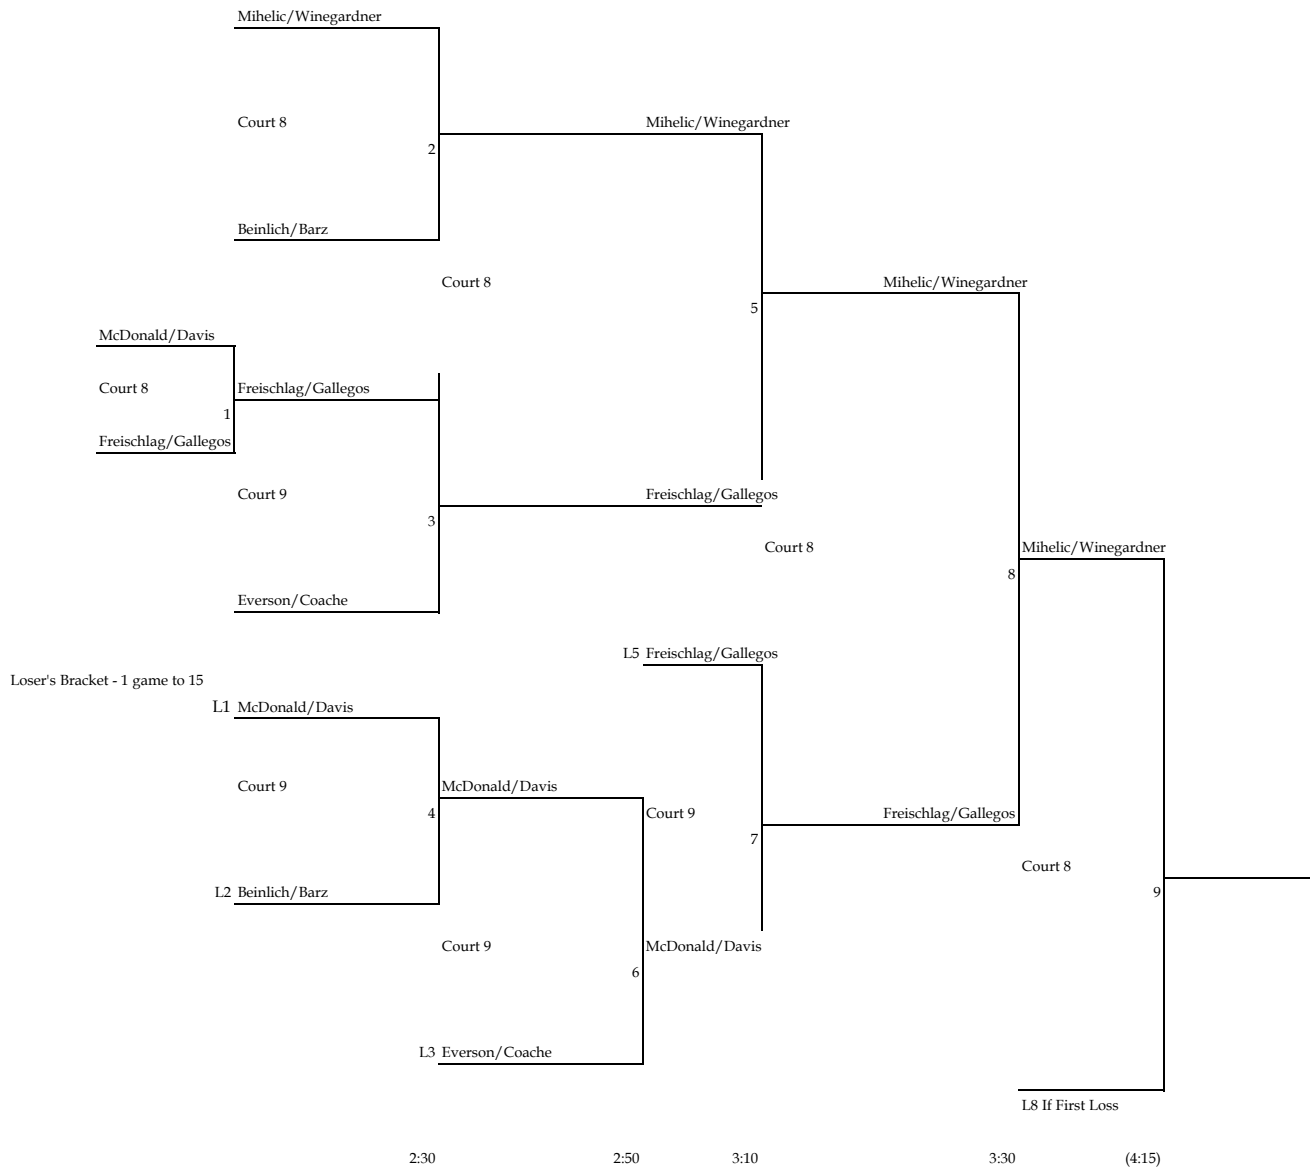 Mihelic/Winegardner
Court 8
Mihelic/Winegardner
2
Beinlich/Barz
Court 8
Mihelic/Winegardner
5
McDonald/Davis
Court 8
Freischlag/Gallegos
1
Freischlag/Gallegos
Court 9
Freischlag/Gallegos
3
Court 8
Mihelic/Winegardner
8
Everson/Coache
L5 Freischlag/Gallegos
Loser's Bracket - 1 game to 15
L1 McDonald/Davis
Court 9
McDonald/Davis
4
Court 9
Freischlag/Gallegos
7
Court 8
L2 Beinlich/Barz
9
Court 9
McDonald/Davis
6
L3 Everson/Coache
L8 If First Loss
2:30
2:50
3:10
3:30
(4:15)